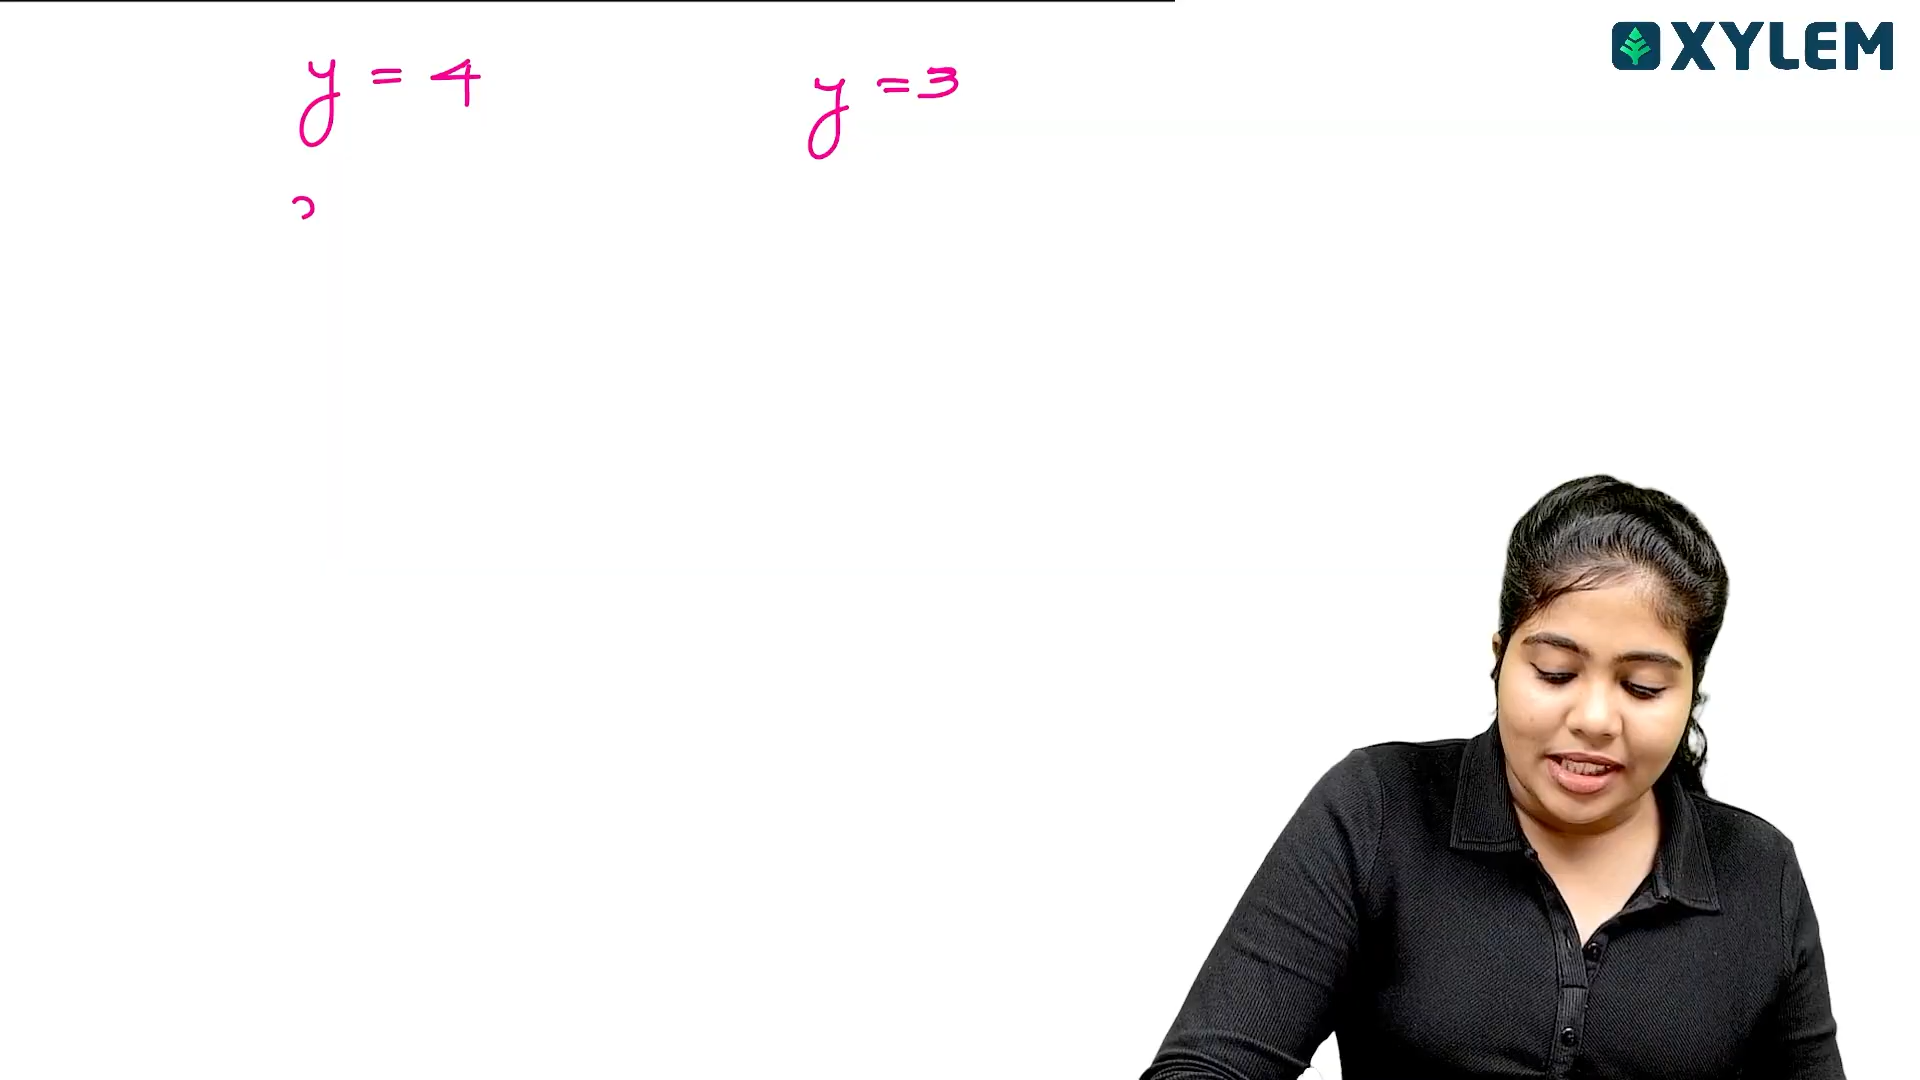 XYLEM
y = 4
y = 3